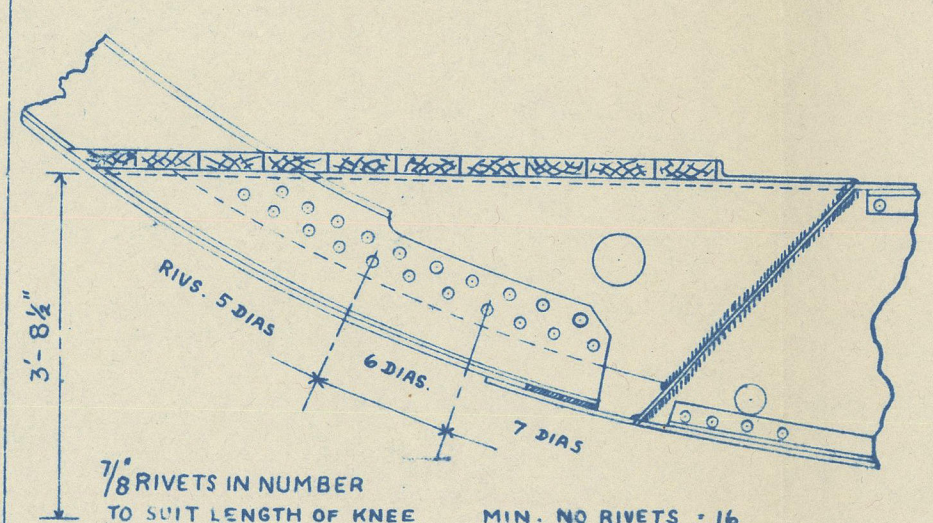 RIVS. 5 DIAS
6 DIAS.
7 DIAS
3'- 8½"
7/8" RIVETS IN NUMBER
TO SUIT LENGTH OF KNEE
MIN. NO RIVETS = 16